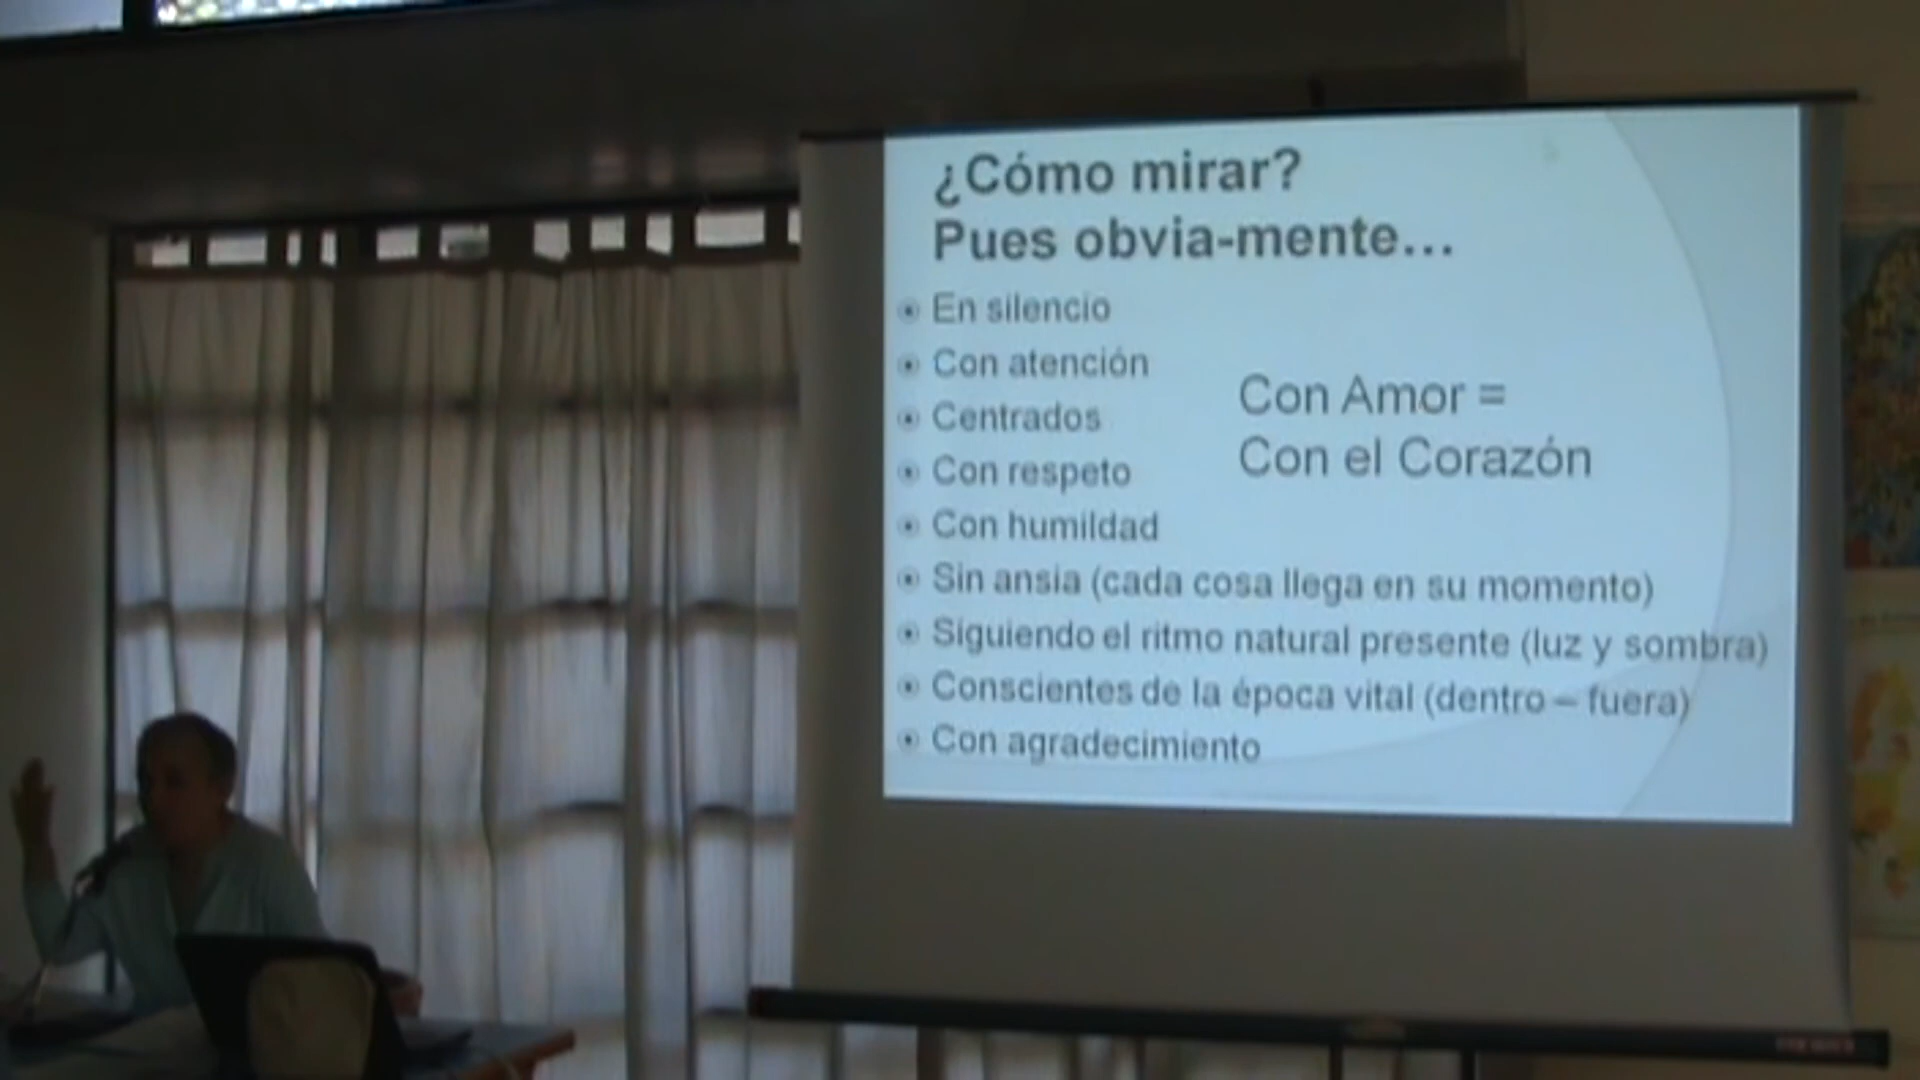 ¿Cómo mirar?
Pues obvia-mente...
En silencio
Con atención
Centrados
Con respeto
Con humildad
Sin ansia (cada cosa llega en su momento)
Siguiendo el ritmo natural presente (luz y sombra)
Conscientes de la época vital (dentro – fuera)
Con agradecimiento
Con Amor =
Con el Corazón